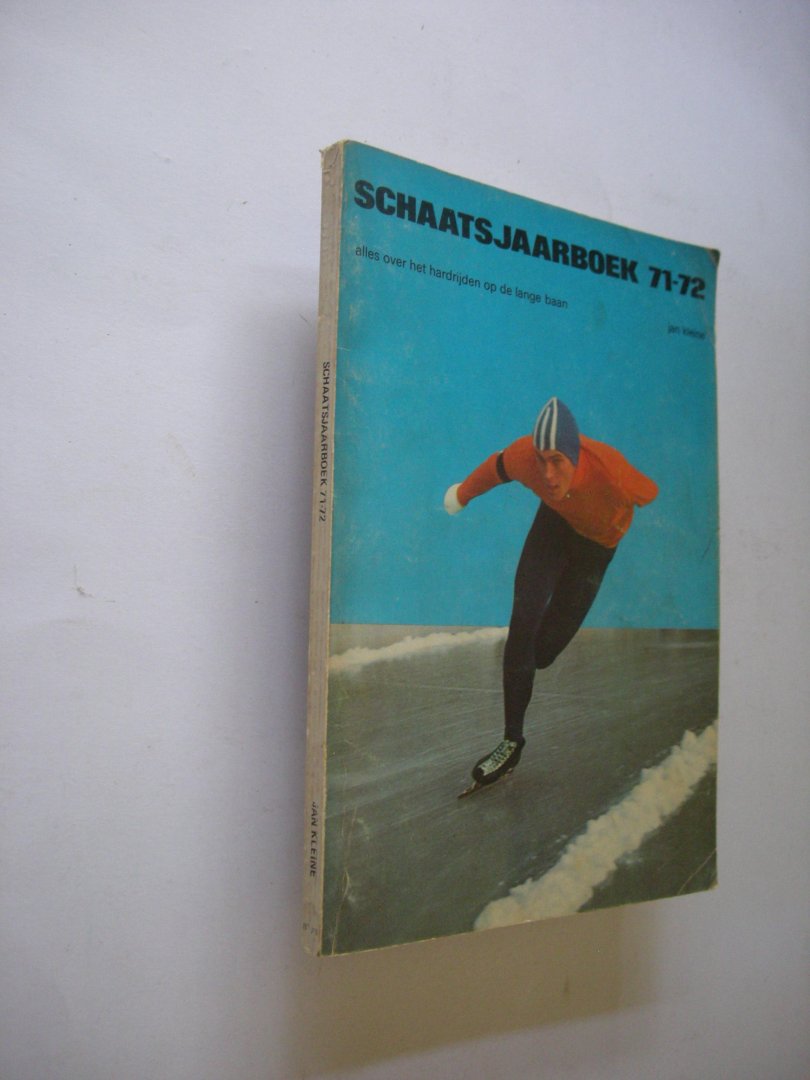 SCHAATSJAARBOEK 71-72
alles over het hardrijden op de lange baan
jan kleine
SCHAATSJAARBOEK 71-72
JAN KLEINE